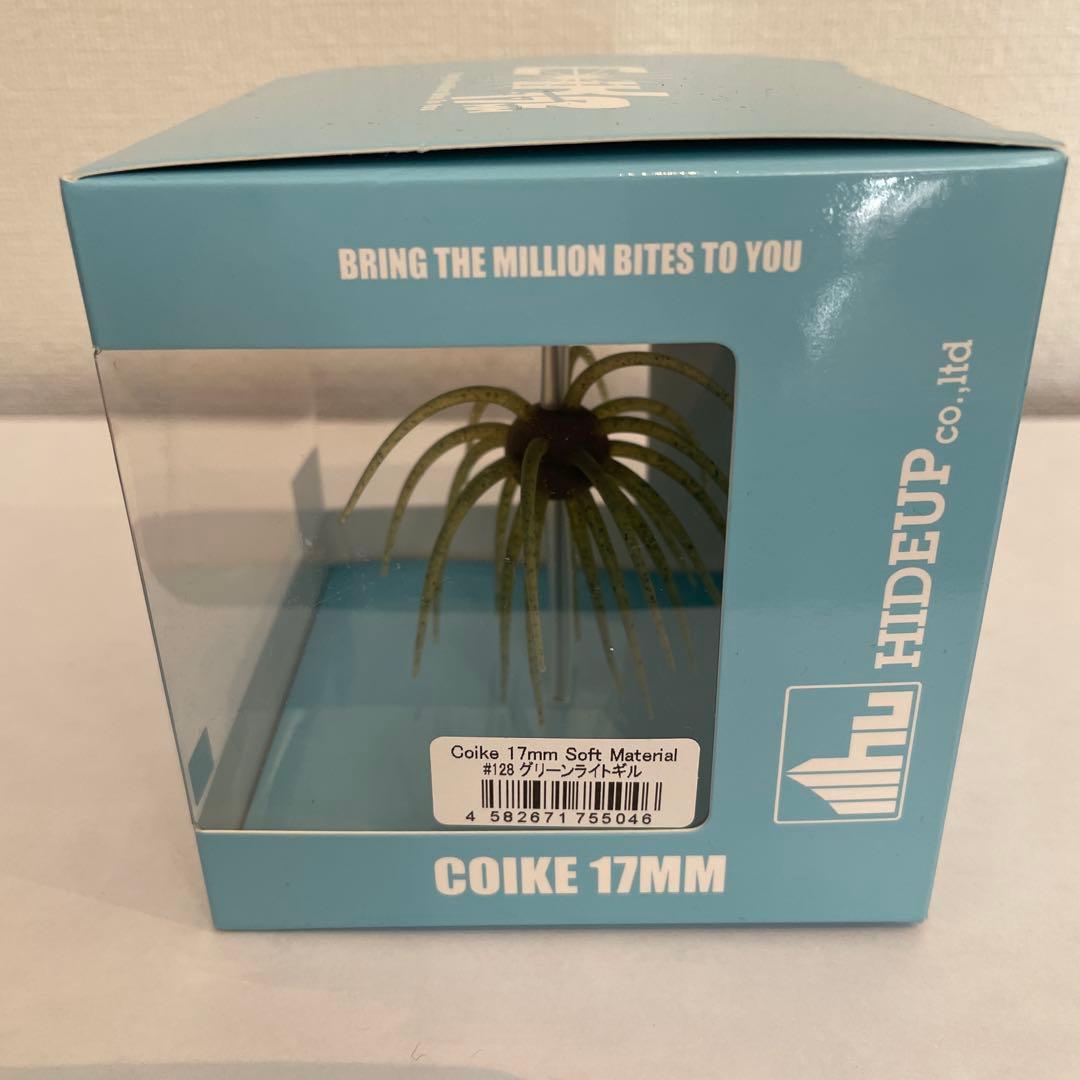 BRING THE MILLION BITES TO YOU
HIDEUP co.,ltd
hu
Coike 17mm Soft Material
#128 グリーンライトギル
4 582671 755046
COIKE 17MM